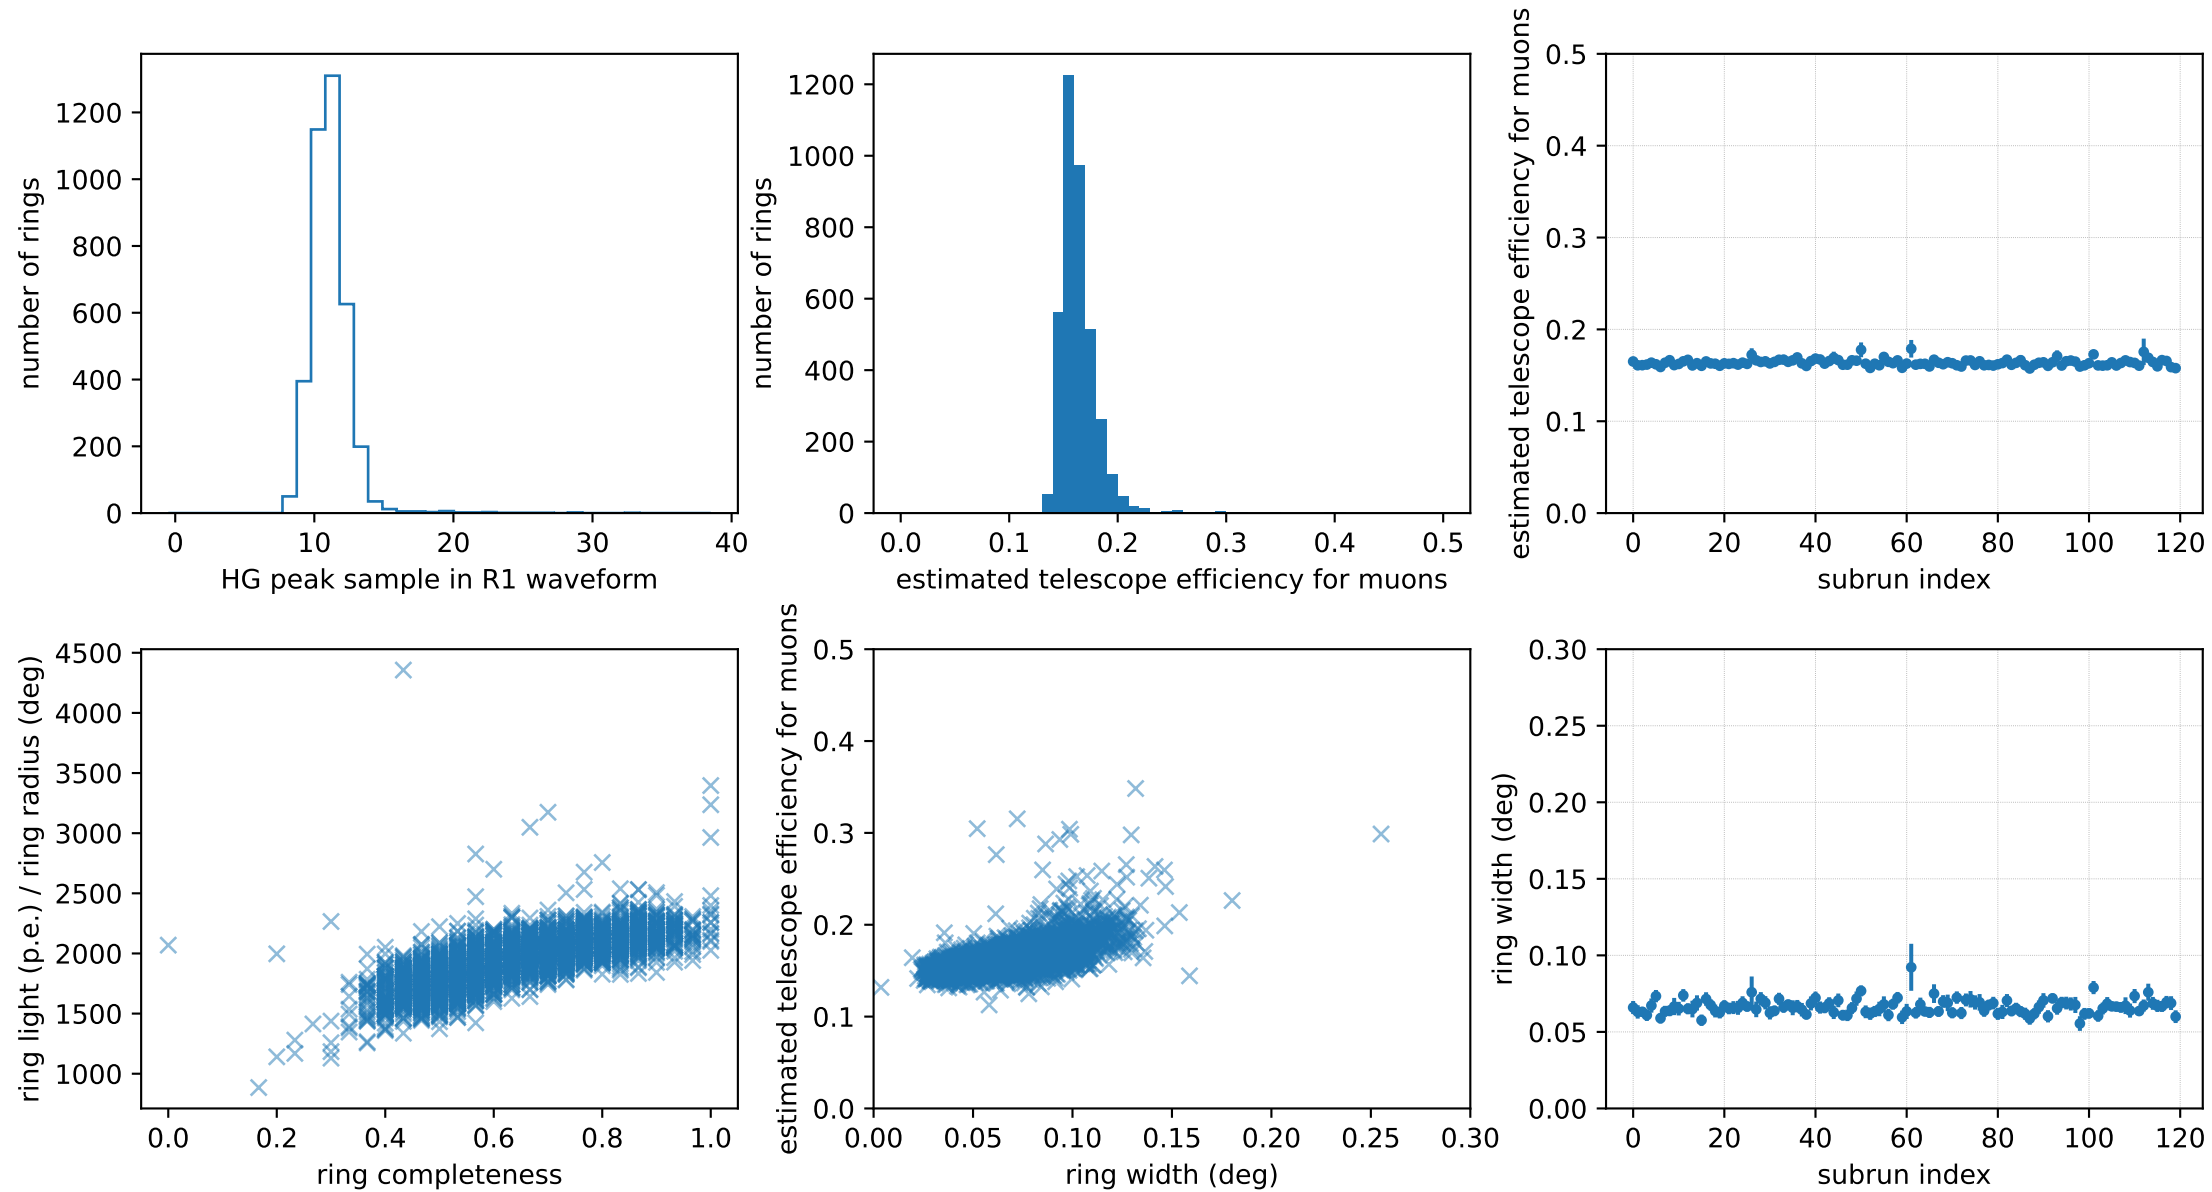 number of rings
1200
1000
800
600
400
200
0
0 10 20 30 40
HG peak sample in R1 waveform
number of rings
1200
1000
800
600
400
200
0
0.0 0.1 0.2 0.3 0.4 0.5
estimated telescope efficiency for muons
estimated telescope efficiency for muons
0.5
0.4
0.3
0.2
0.1
0.0
0 20 40 60 80 100 120
subrun index
ring light (p.e.) / ring radius (deg)
4500
4000
3500
3000
2500
2000
1500
1000
0.0 0.2 0.4 0.6 0.8 1.0
ring completeness
estimated telescope efficiency for muons
0.5
0.4
0.3
0.2
0.1
0.0
0.00 0.05 0.10 0.15 0.20 0.25 0.30
ring width (deg)
ring width (deg)
0.30
0.25
0.20
0.15
0.10
0.05
0.00
0 20 40 60 80 100 120
subrun index